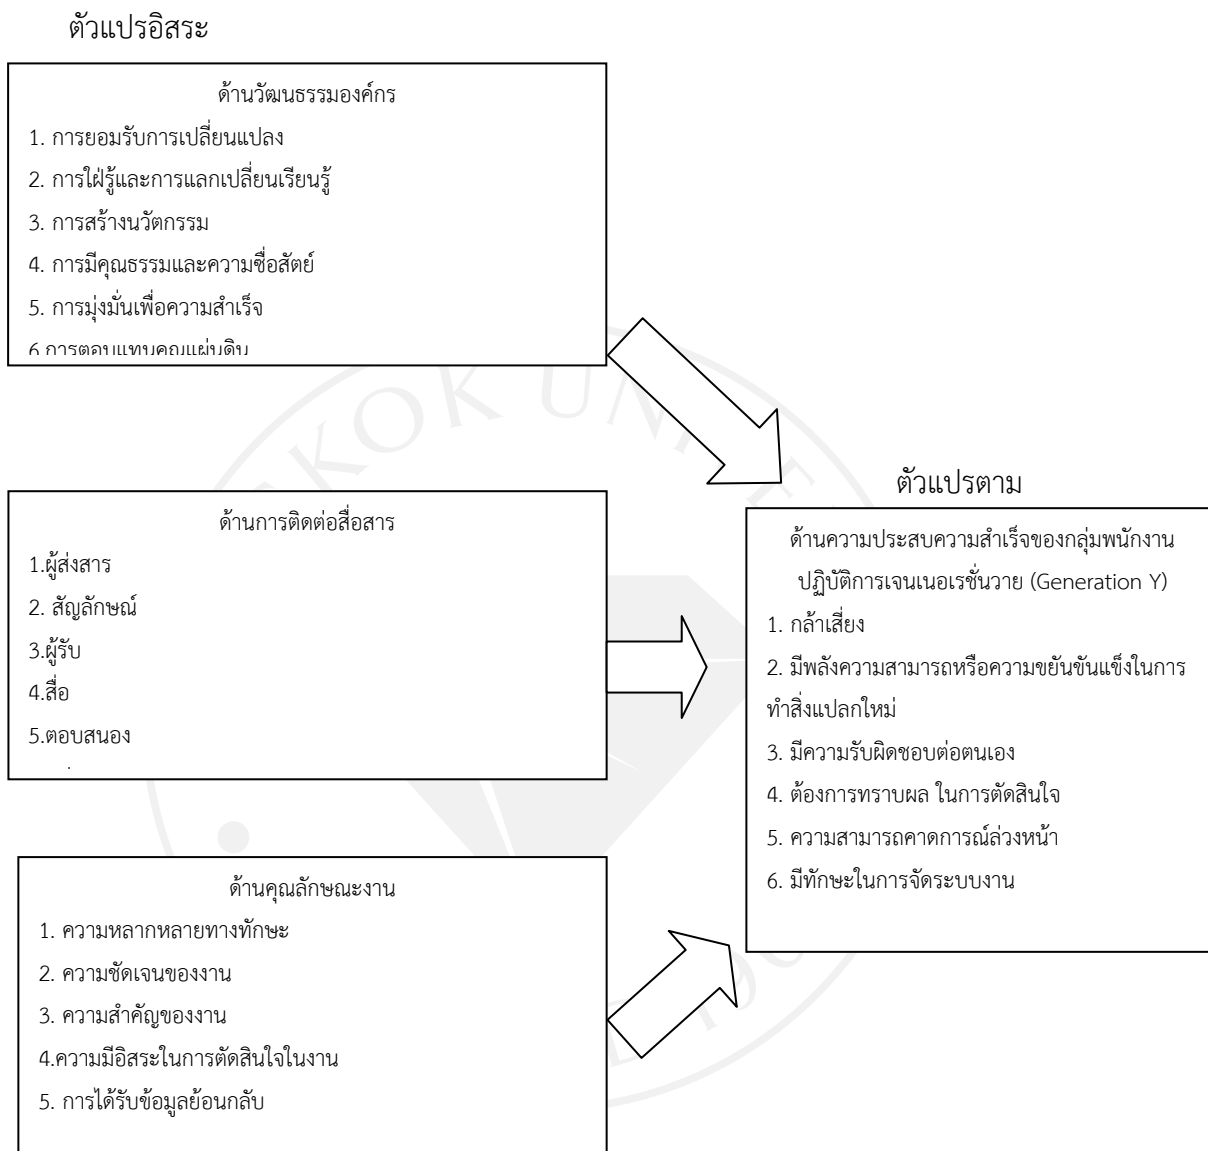 ตัวแปรอิสระ
ด้านวัฒนธรรมองค์กร
1. การยอมรับการเปลี่ยนแปลง
2. การใฝ่รู้และการแลกเปลี่ยนเรียนรู้
3. การสร้างนวัตกรรม
4. การมีคุณธรรมและความซื่อสัตย์
5. การมุ่งมั่นเพื่อความสำเร็จ
6.การตอบแทนคุณแผ่นดิน
ด้านการติดต่อสื่อสาร
1.ผู้ส่งสาร
2. สัญลักษณ์
3.ผู้รับ
4.สื่อ
5.ตอบสนอง
ด้านคุณลักษณะงาน
1. ความหลากหลายทางทักษะ
2. ความชัดเจนของงาน
3. ความสำคัญของงาน
4.ความมีอิสระในการตัดสินใจในงาน
5. การได้รับข้อมูลย้อนกลับ
ตัวแปรตาม
ด้านความประสบความสำเร็จของกลุ่มพนักงาน
ปฏิบัติการเจนเนอเรชั่นวาย (Generation Y)
1. กล้าเสี่ยง
2. มีพลังความสามารถหรือความขยันขันแข็งในการ
ทำสิ่งแปลกใหม่
3. มีความรับผิดชอบต่อตนเอง
4. ต้องการทราบผล ในการตัดสินใจ
5. ความสามารถคาดการณ์ล่วงหน้า
6. มีทักษะในการจัดระบบงาน